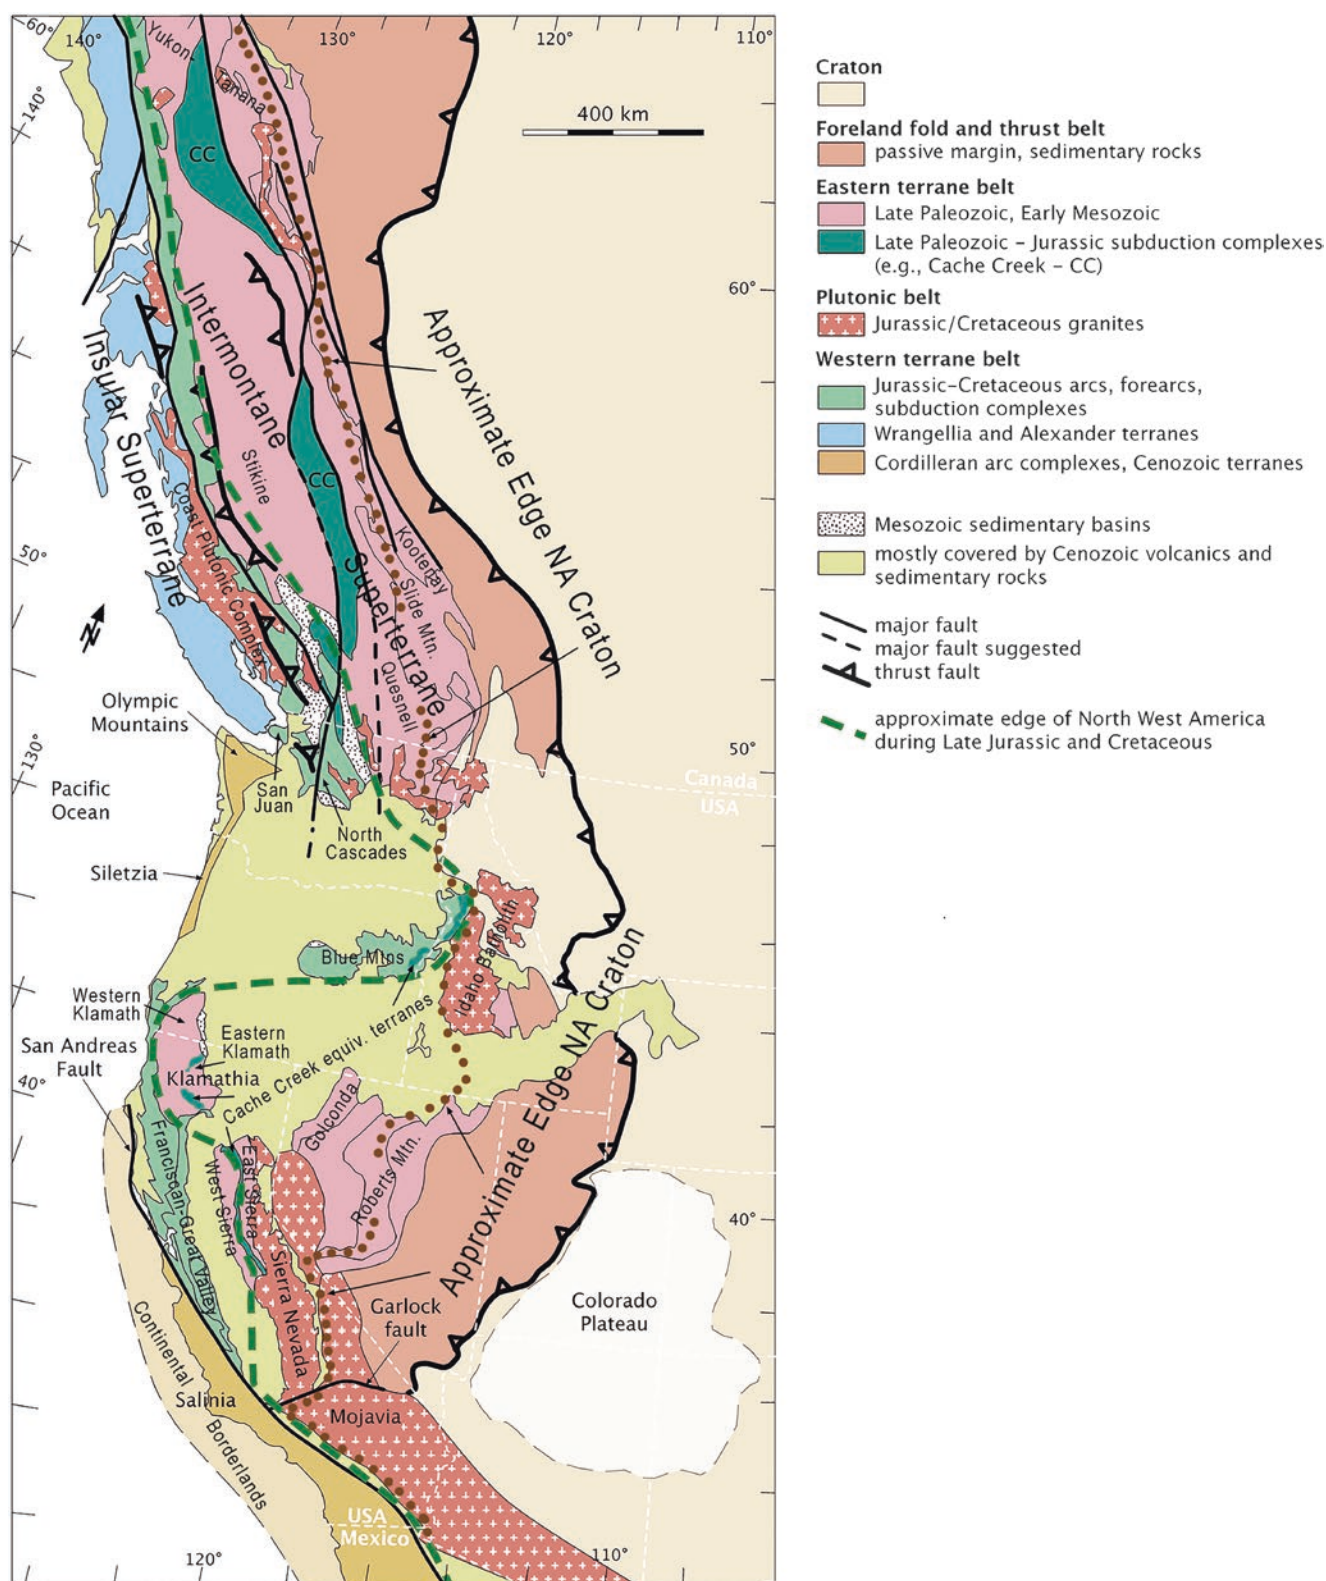 60°
140°
130°
120°
110°
Yukon
Tanana
140°
400 km
CC
60°
Intermontane
Insular Superterrane
Approximate Edge NA Craton
Stikine
CC
Coast Plutonic Complex
Superterrane
Kootenay
Slide Mtn.
Quesnell
50°
N
Olympic
Mountains
130°
50°
Pacific
Ocean
San
Juan
Canada
USA
North
Cascades
Siletzia
Blue Mtns
Idaho Batholith
Western
Klamath
Eastern
Klamath
San Andreas
Fault
Klamathia
Cache Creek equiv. terranes
40°
Golconda
Roberts Mtn.
Approximate Edge NA Craton
Franciscan-Great Valley
West Sierra
East Sierra
40°
Sierra Nevada
Garlock
fault
Colorado
Plateau
Continental
Borderlands
Salinia
Mojavia
USA
Mexico
120°
110°
Craton
Foreland fold and thrust belt
passive margin, sedimentary rocks
Eastern terrane belt
Late Paleozoic, Early Mesozoic
Late Paleozoic – Jurassic subduction complexes
(e.g., Cache Creek – CC)
Plutonic belt
Jurassic/Cretaceous granites
Western terrane belt
Jurassic–Cretaceous arcs, forearcs,
subduction complexes
Wrangellia and Alexander terranes
Cordilleran arc complexes, Cenozoic terranes
Mesozoic sedimentary basins
mostly covered by Cenozoic volcanics and
sedimentary rocks
major fault
major fault suggested
thrust fault
approximate edge of North West America
during Late Jurassic and Cretaceous